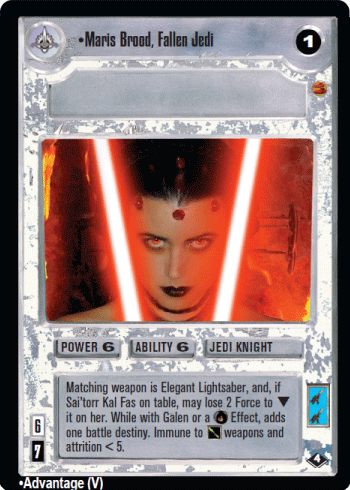 •Maris Brood, Fallen Jedi
1
POWER 6 ABILITY 6 JEDI KNIGHT
Matching weapon is Elegant Lightsaber, and, if
Sai'torr Kal Fas on table, may lose 2 Force to ▼
it on her. While with Galen or a Effect, adds
one battle destiny. Immune to weapons and
attrition < 5.
6
7
4
•Advantage (V)